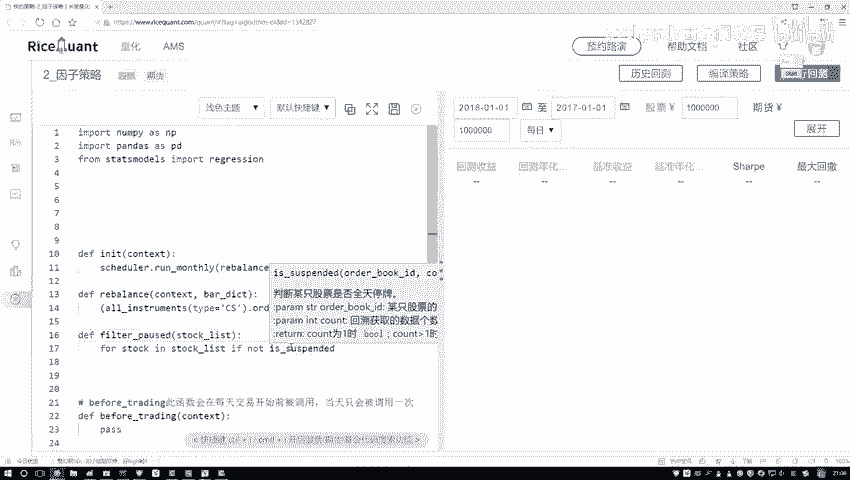 RiceQuant 量化 AMS
预约路演 帮助文档 社区
2_因子策略 股票 期货
历史回测 编译策略
浅色主题 默认快捷键
2016-01-01 至 2017-01-01 股票 ¥ 1000000 期货 ¥
1000000 每日 展开
回测收益 回测年化... 基准收益 基准年化... Sharpe 最大回撤
-- -- -- -- -- --
1 import numpy as np
2 import pandas as pd
3 from statsmodels import regression
4
5
6
7
8
9
10 def init(context):
11 scheduler.run_monthly(rebalance
12
13 def rebalance(context, bar_dict):
14 (all_instruments(type='CS').ord
15
16 def filter_paused(stock_list):
17 for stock in stock_list if not is_suspended
18
19
20
21 # before_trading此函数会在每天交易开始前被调用，当天只会被调用一次
22 def before_trading(context):
23 pass
24
is_suspended(order_book_id, co
判断某只股票是否全天停牌。
:param str order_book_id: 某只股票的
:param int count: 回溯获取的数据个数
:return: count为1时 bool ; count>1时